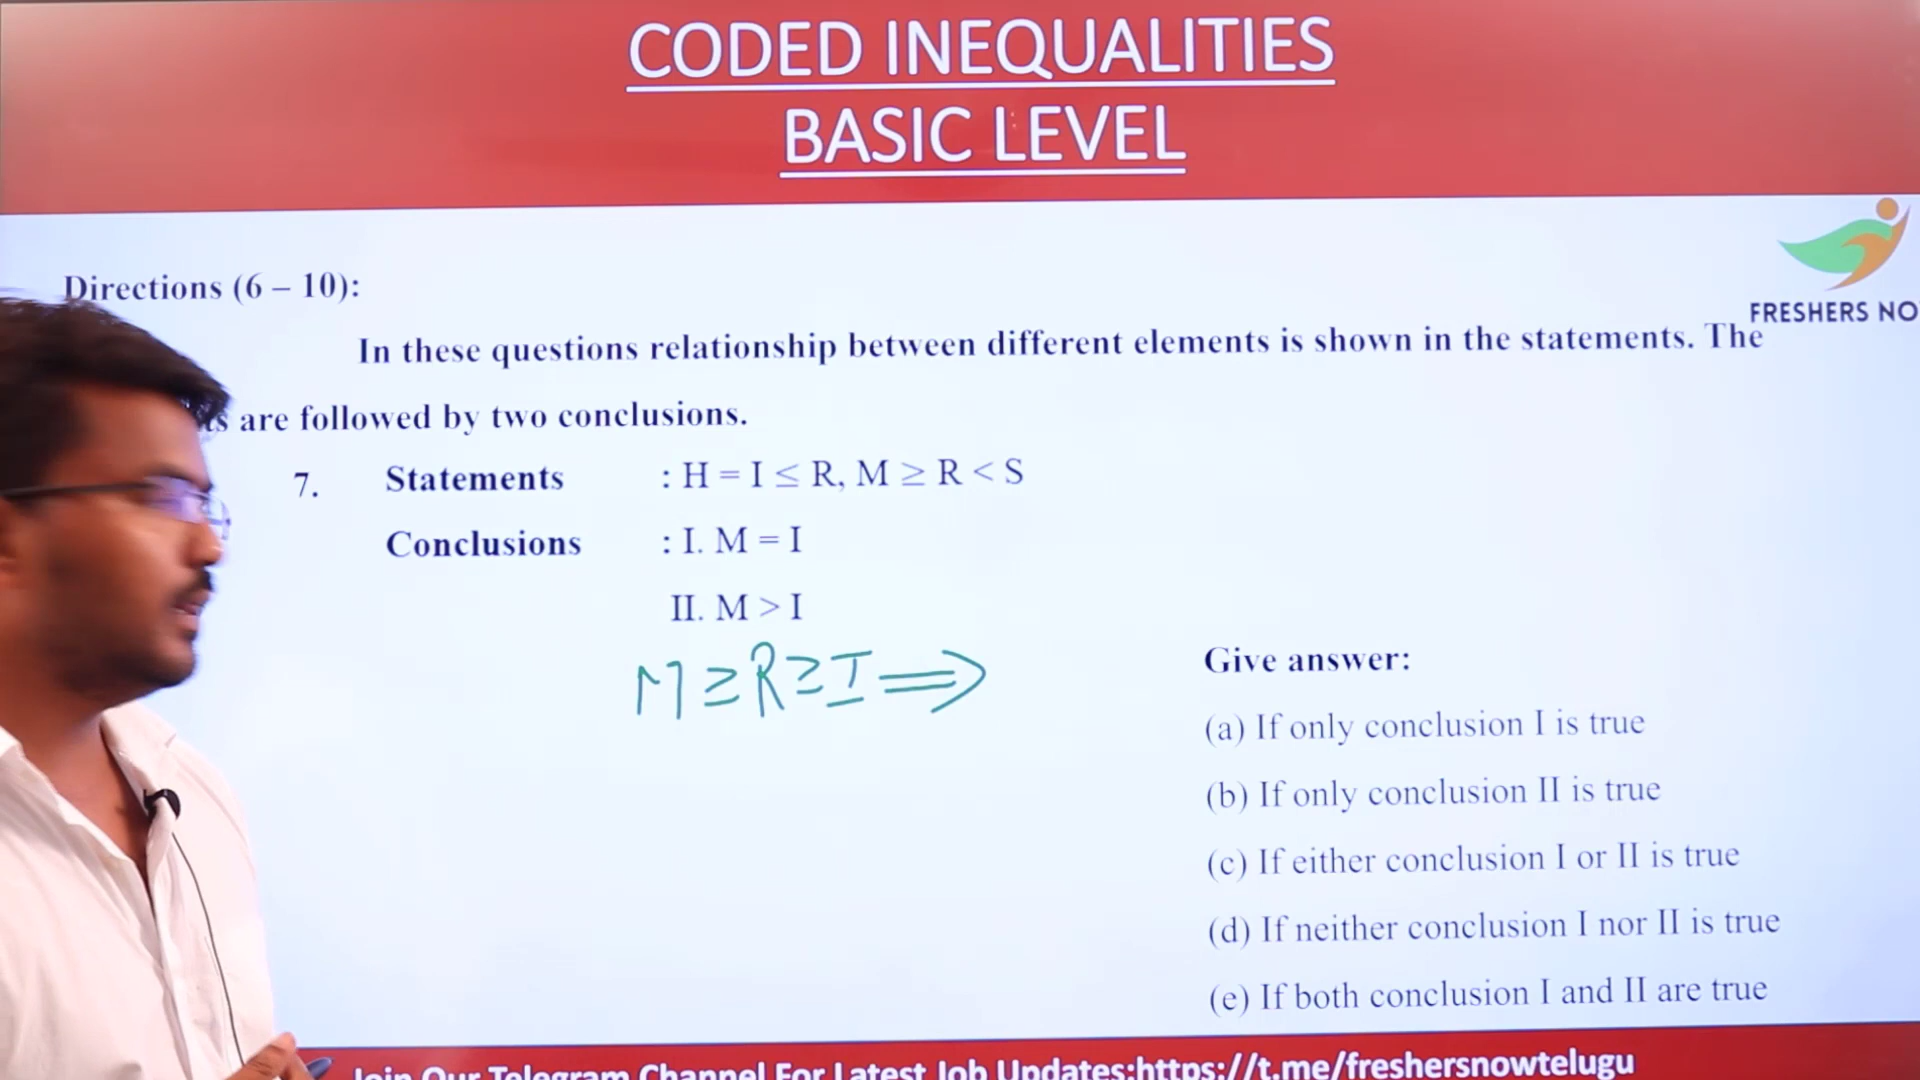 CODED INEQUALITIES
BASIC LEVEL
FRESHERS NO
Directions (6 – 10):
In these questions relationship between different elements is shown in the statements. The
are followed by two conclusions.
7. Statements : H = I ≤ R, M ≥ R < S
Conclusions : I. M = I
II. M > I
M ≥ R ≥ I ⇒
Give answer:
(a) If only conclusion I is true
(b) If only conclusion II is true
(c) If either conclusion I or II is true
(d) If neither conclusion I nor II is true
(e) If both conclusion I and II are true
Join Our Telegram Channel For Latest Job Updates:https://t.me/freshersnowtelugu